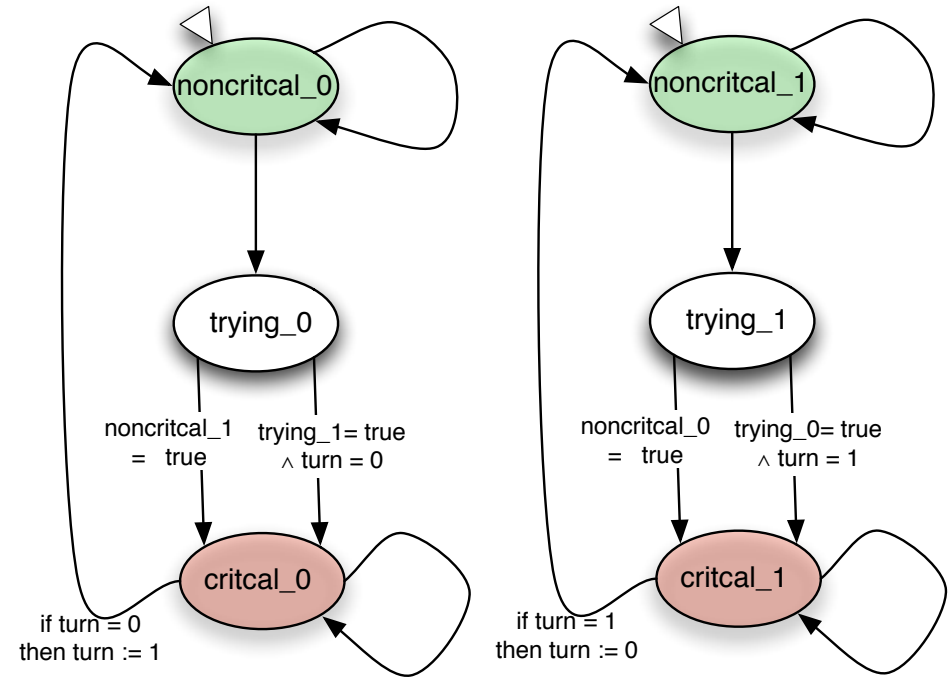 noncritcal_0
trying_0
noncritcal_1
= true
trying_1= true
∧ turn = 0
critcal_0
if turn = 0
then turn := 1
noncritcal_1
trying_1
noncritcal_0
= true
trying_0= true
∧ turn = 1
critcal_1
if turn = 1
then turn := 0